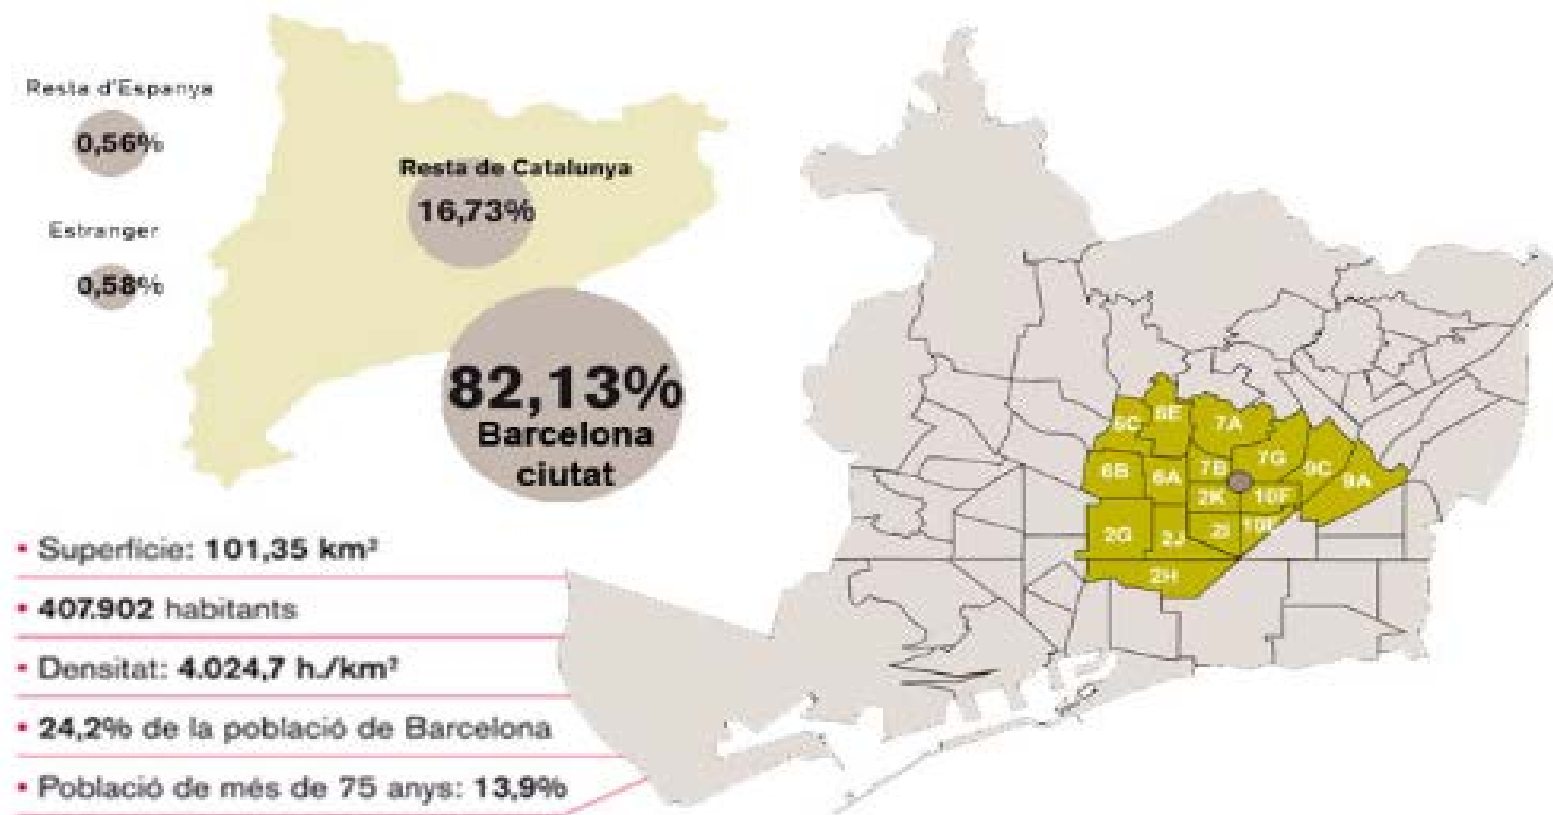 Resta d'Espanya
0,56%
Resta de Catalunya
16,73%
Estranger
0,58%
82,13%
Barcelona
ciutat
• Superfície: 101,35 km²
• 407.902 habitants
• Densitat: 4.024,7 h./km²
• 24,2% de la població de Barcelona
• Població de més de 75 anys: 13,9%
6E
6C
7A
7G
6B
6A
7B
9C
9A
2K
10F
2G
2J
2I
2H